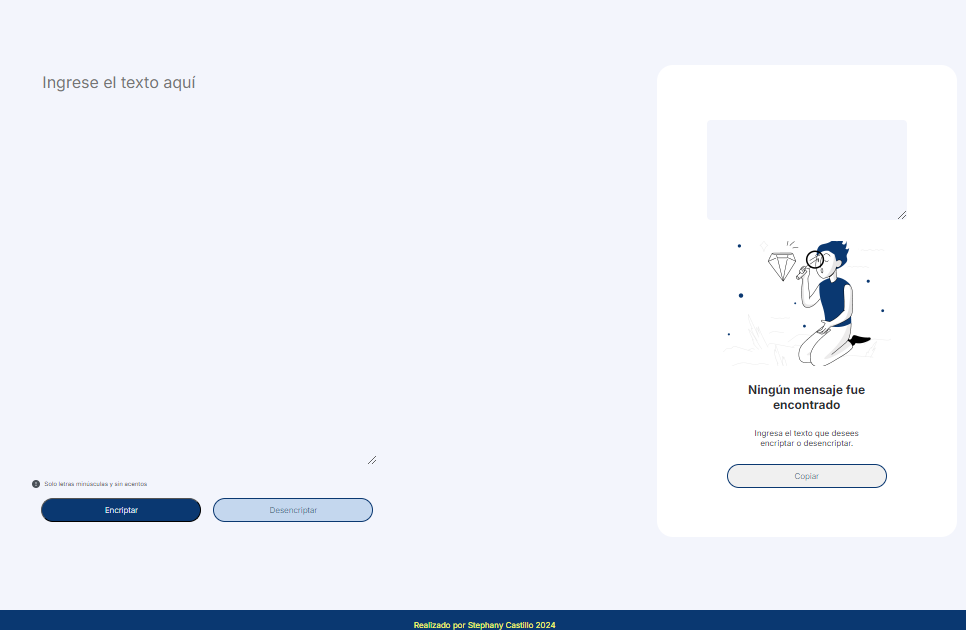 Ingrese el texto aquí
Solo letras minúsculas y sin acentos
Encriptar
Desencriptar
Ningún mensaje fue
encontrado
Ingresa el texto que desees
encriptar o desencriptar.
Copiar
Realizado por Stephany Castillo 2024